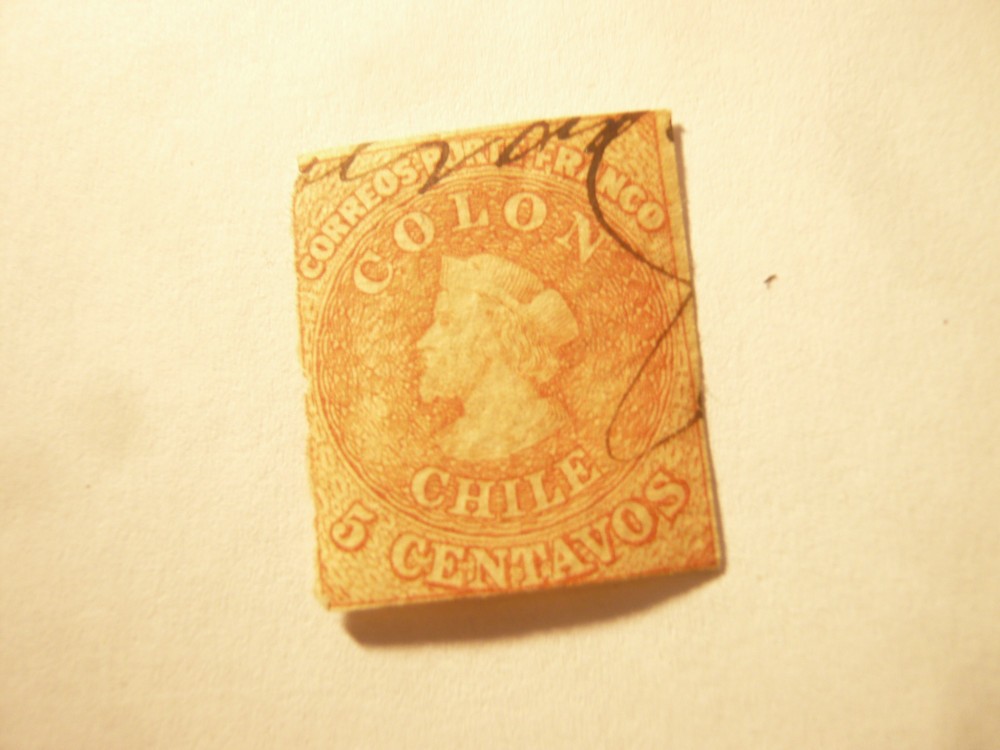 CORREOS PORTE FRANCO
COLON
CHILE
5 CENTAVOS